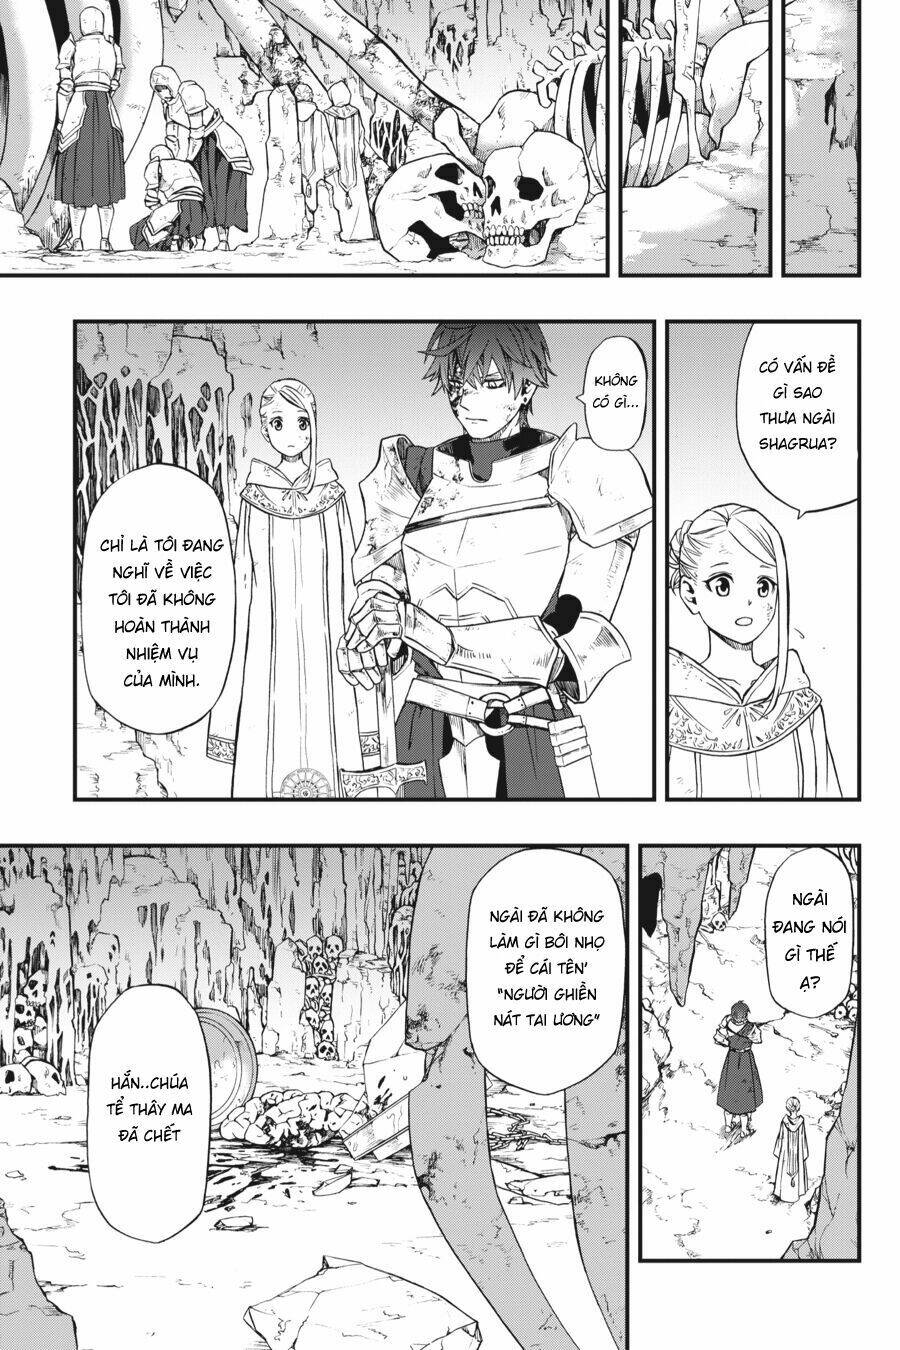 CÓ VẤN ĐỀ
GÌ SAO
THƯA NGÀI
SHAGRUA?
KHÔNG
CÓ GÌ...
CHỈ LÀ TÔI ĐANG
NGHĨ VỀ VIỆC
TÔI ĐÃ KHÔNG
HOÀN THÀNH
NHIỆM VỤ
CỦA MÌNH.
NGÀI
ĐANG NÓI
GÌ THẾ
Ạ?
NGÀI ĐÃ KHÔNG
LÀM GÌ BÔI NHỌ
ĐỂ CÁI TÊN'
"NGƯỜI GHIỀN
NÁT TAI ƯƠNG"
HẮN..CHÚA
TỂ THÂY MA
ĐÃ CHẾT